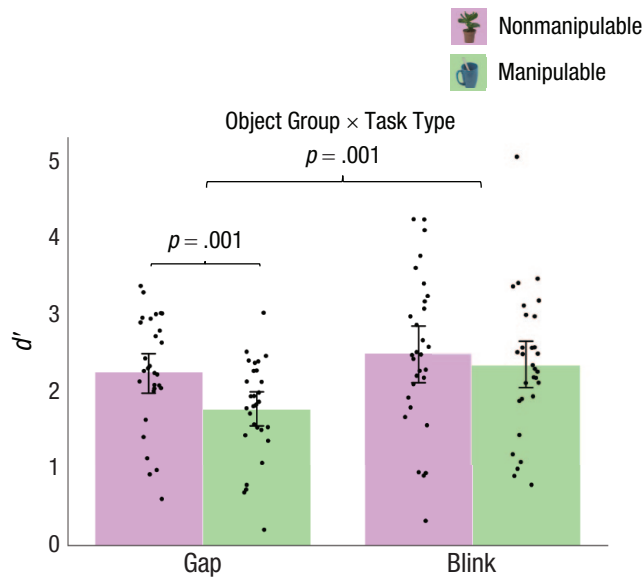 Nonmanipulable
Manipulable
Object Group × Task Type
p = .001
p = .001
5
4
3
2
1
0
d′
Gap
Blink